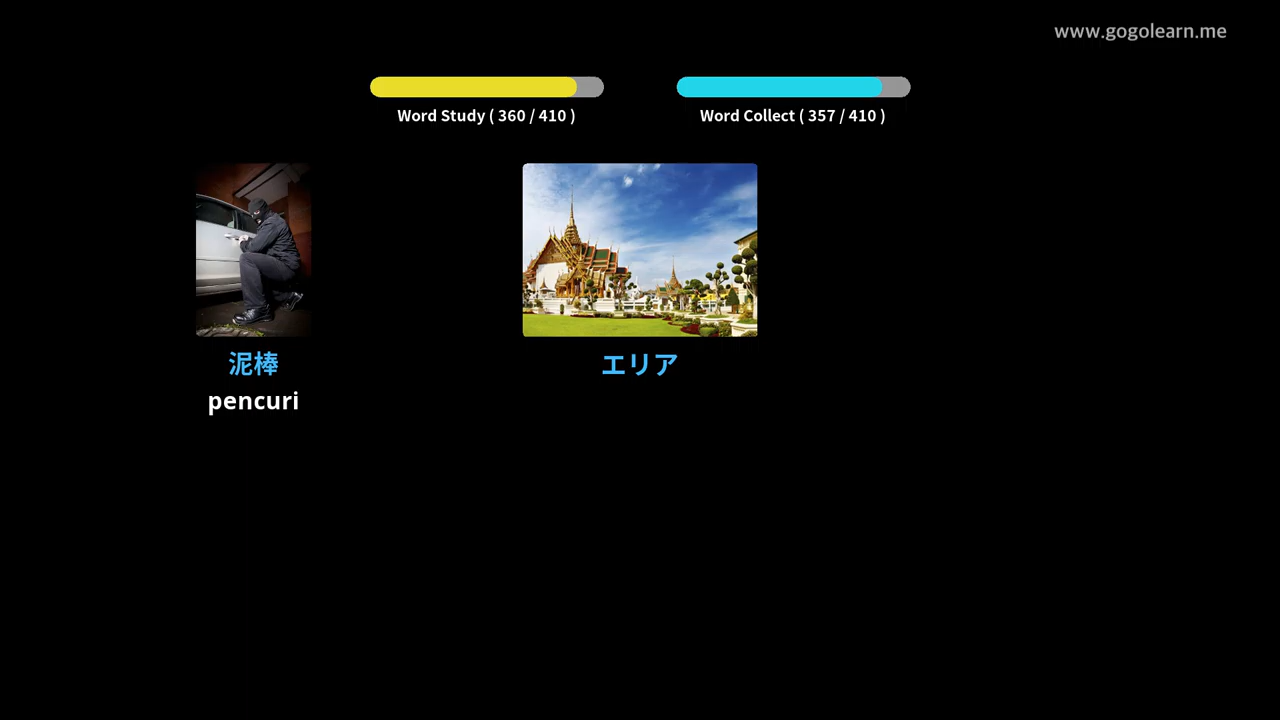 www.gogolearn.me
Word Study ( 360 / 410 )
Word Collect ( 357 / 410 )
泥棒
pencuri
エリア